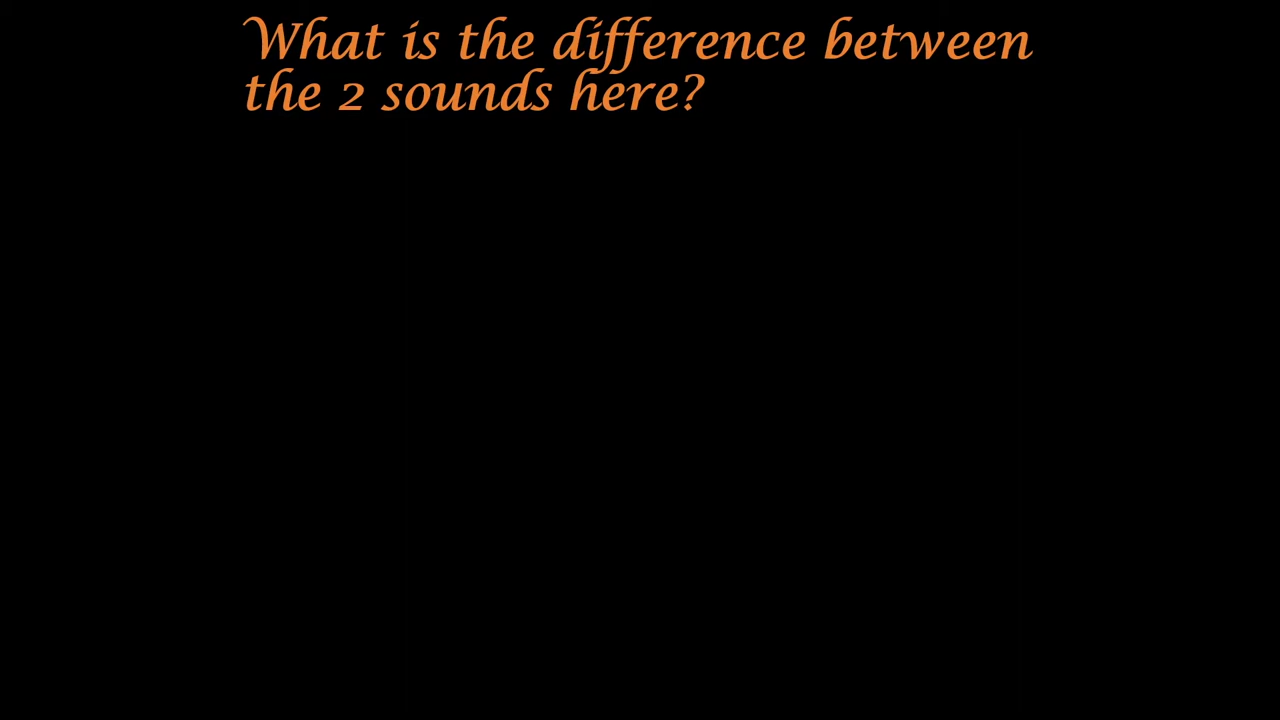 What is the difference between
the 2 sounds here?